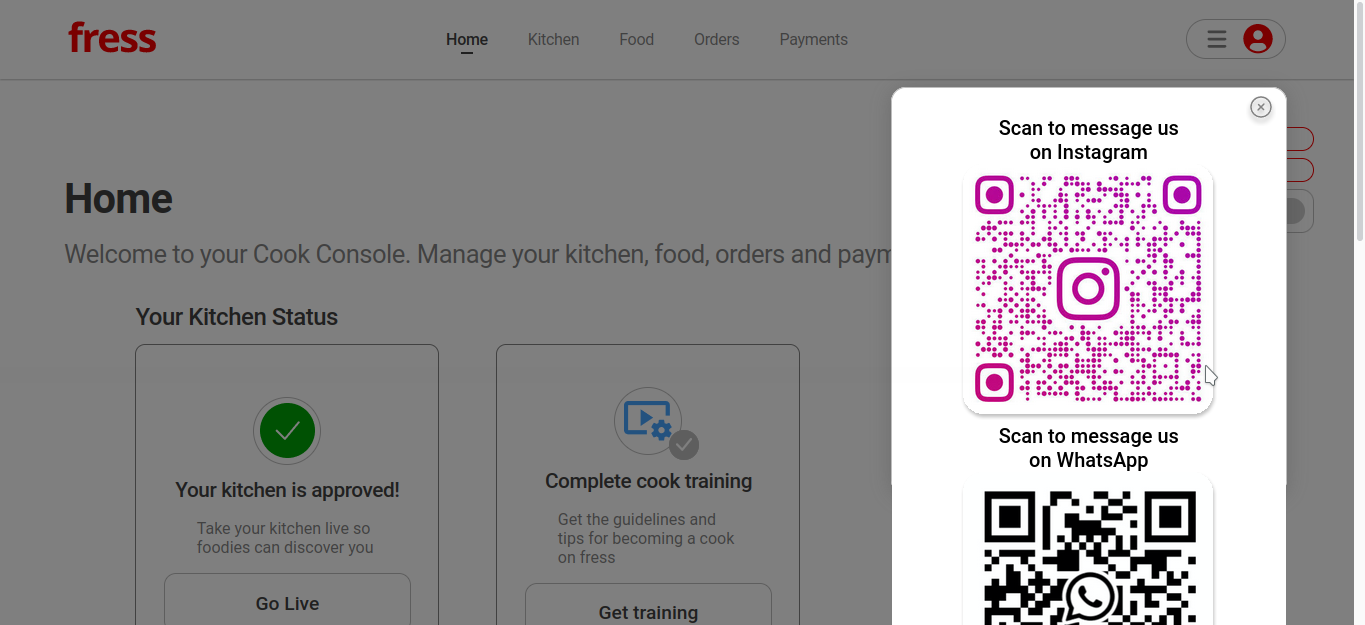 fress
Home
Kitchen
Food
Orders
Payments
Scan to message us
on Instagram
Home
Welcome to your Cook Console. Manage your kitchen, food, orders and
Your Kitchen Status
Your kitchen is approved!
Take your kitchen live so
foodies can discover you
Go Live
Complete cook training
Get the guidelines and
tips for becoming a cook
on fress
Get training
Scan to message us
on WhatsApp